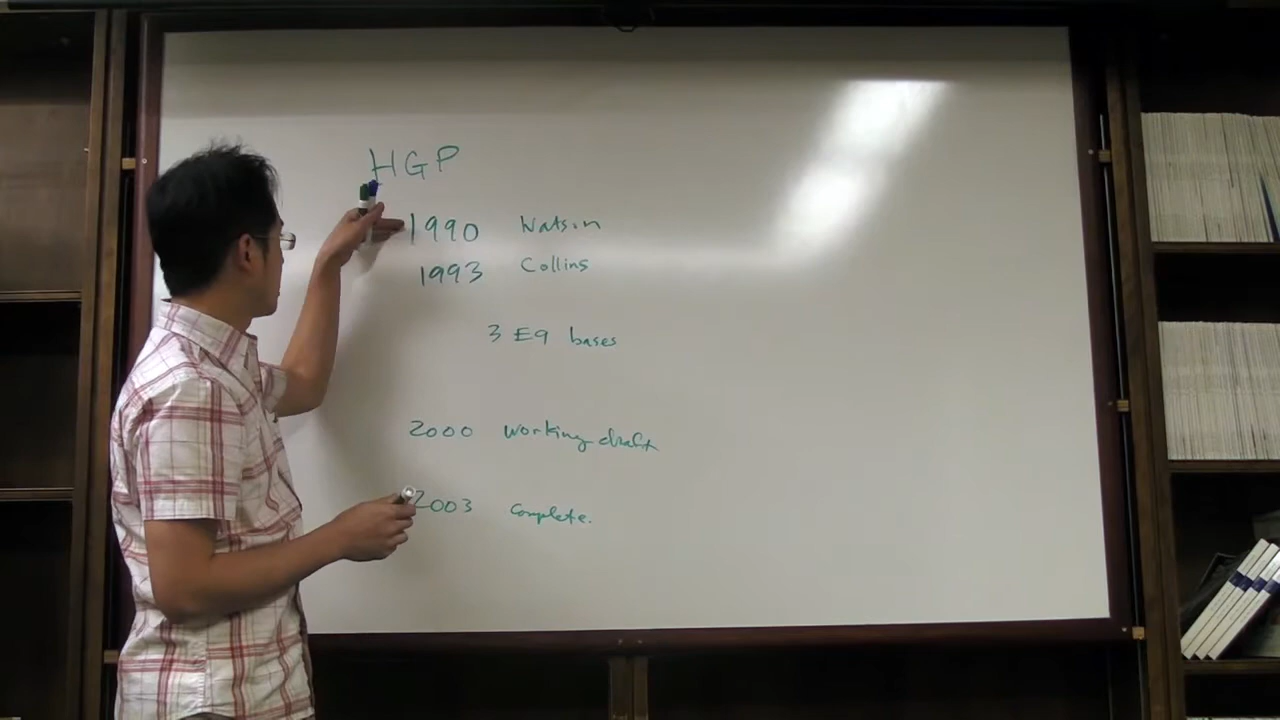 HGP
1990 Watson
1993 Collins
3 E9 bases
2000 working draft
2003 Complete.